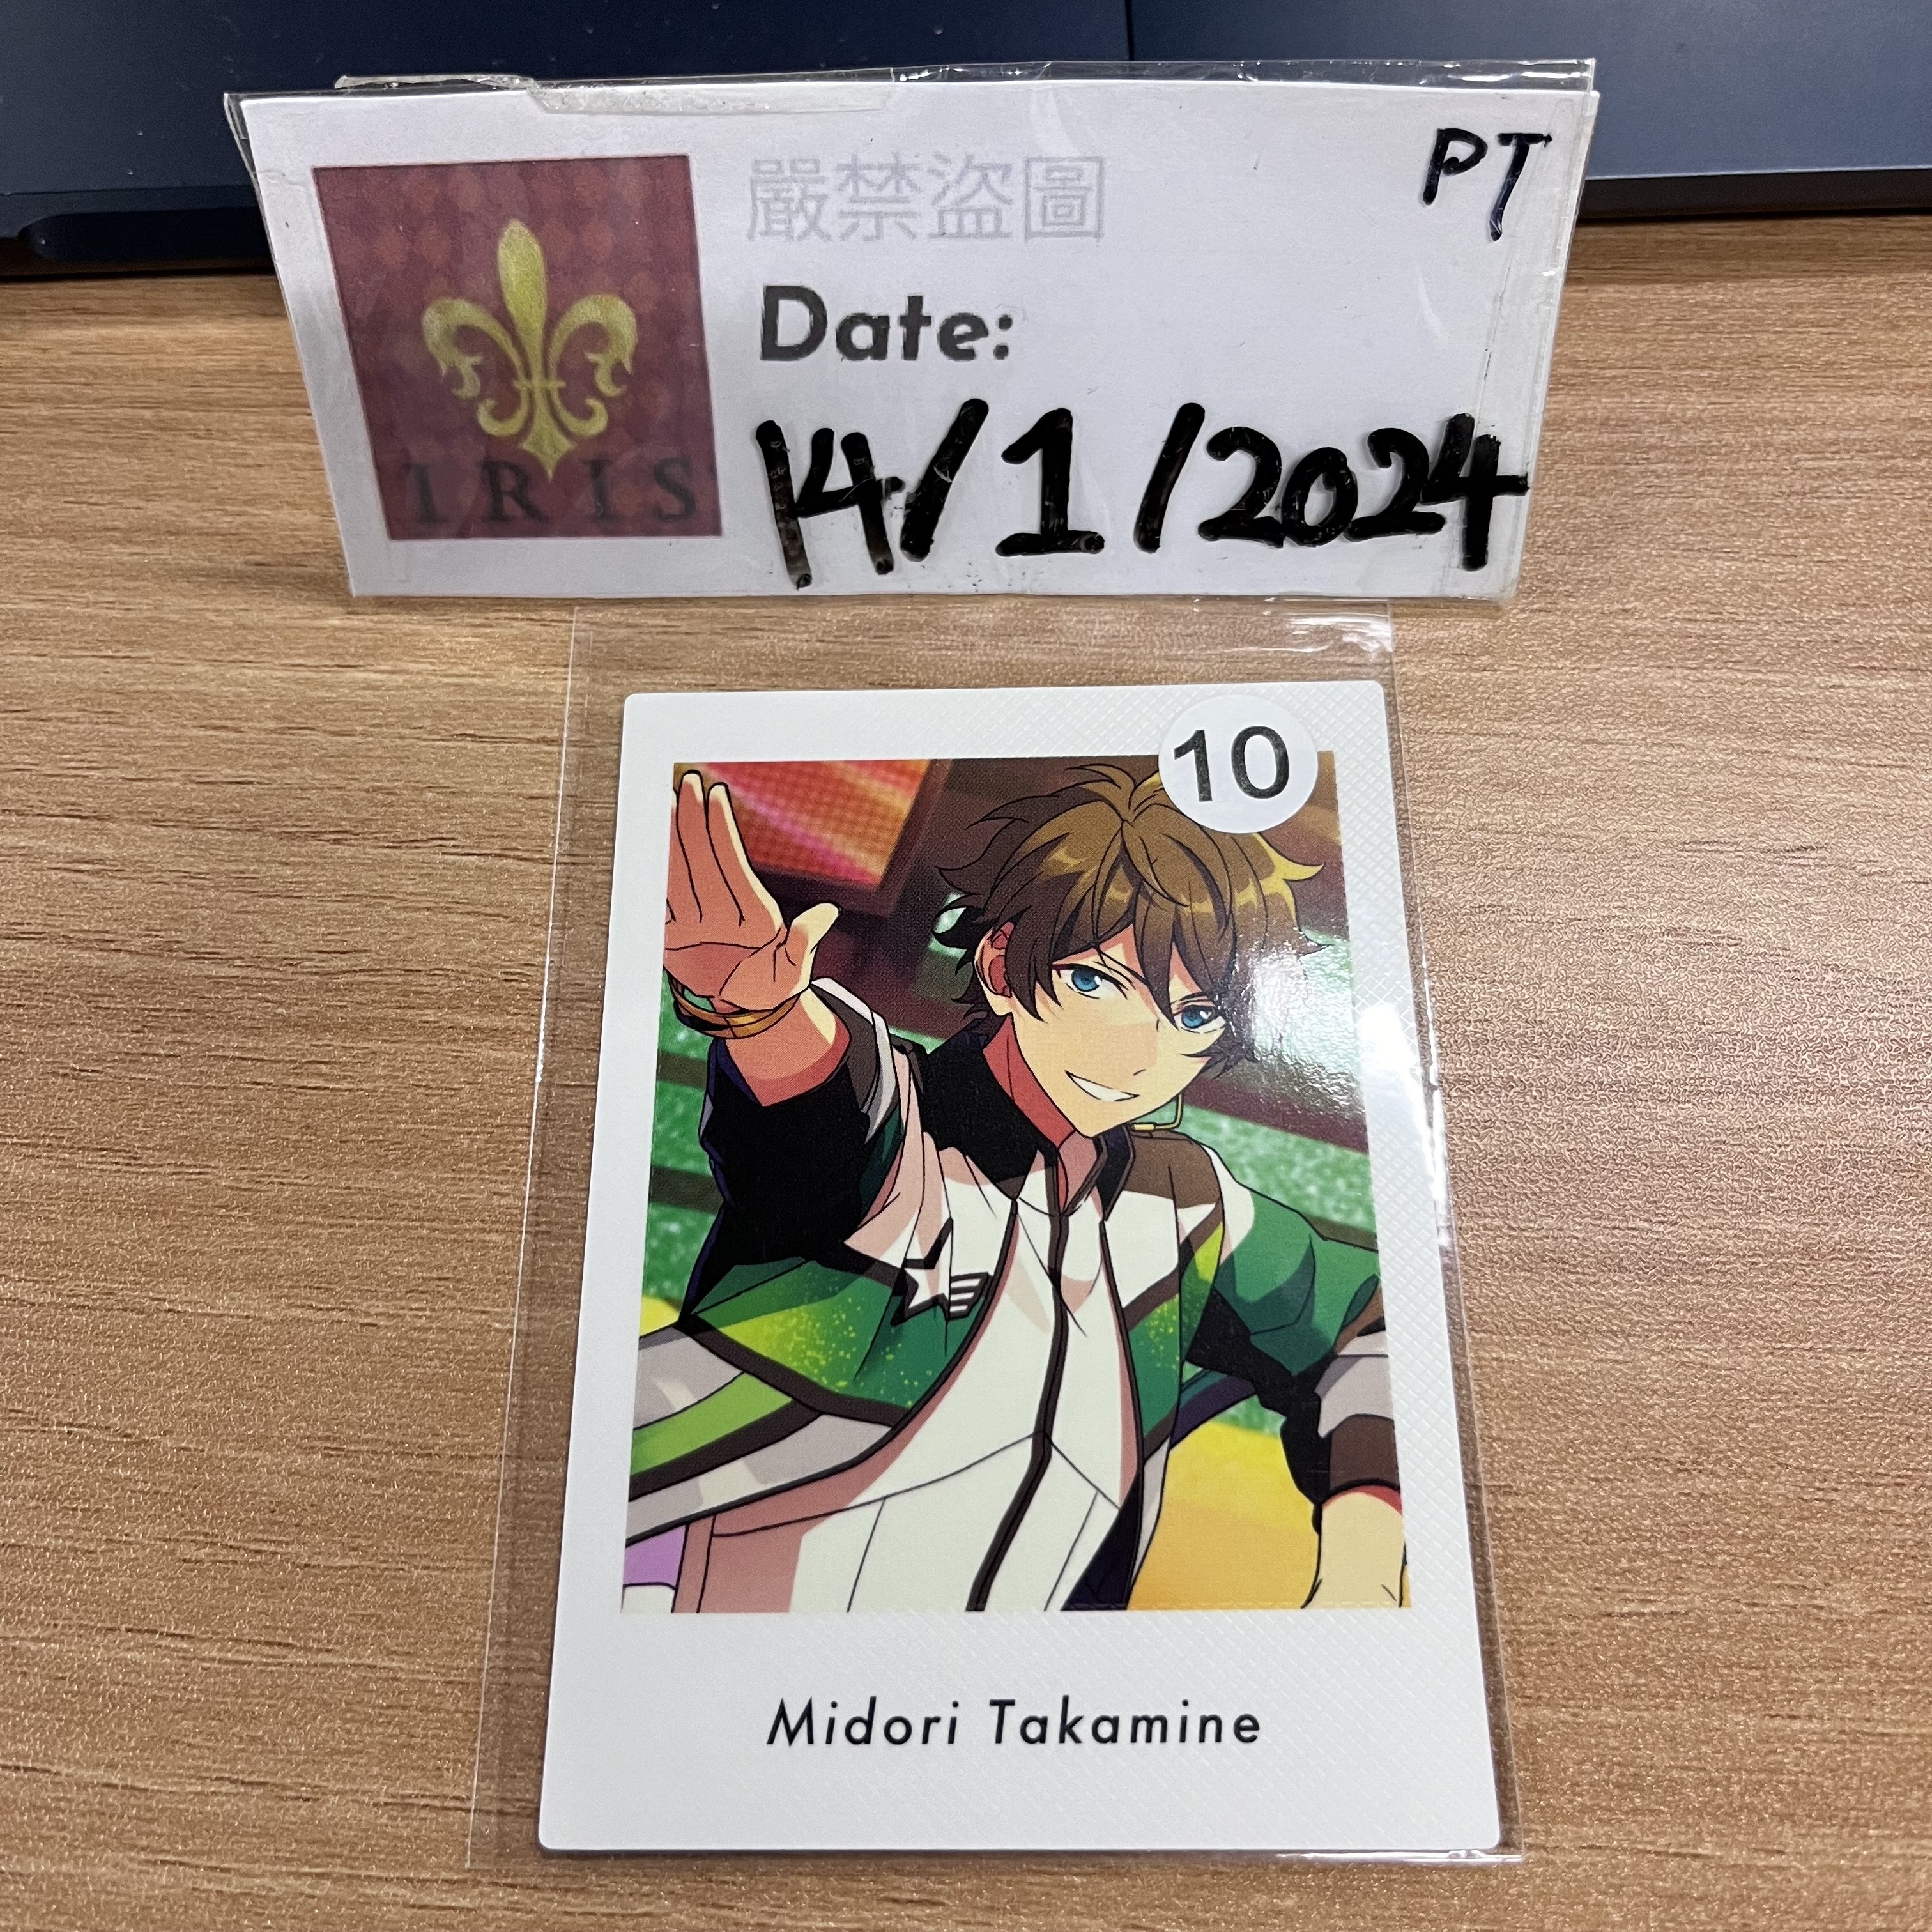 嚴禁盜圖
PT
Date:
14/1/2024
IRIS
10
Midori Takamine